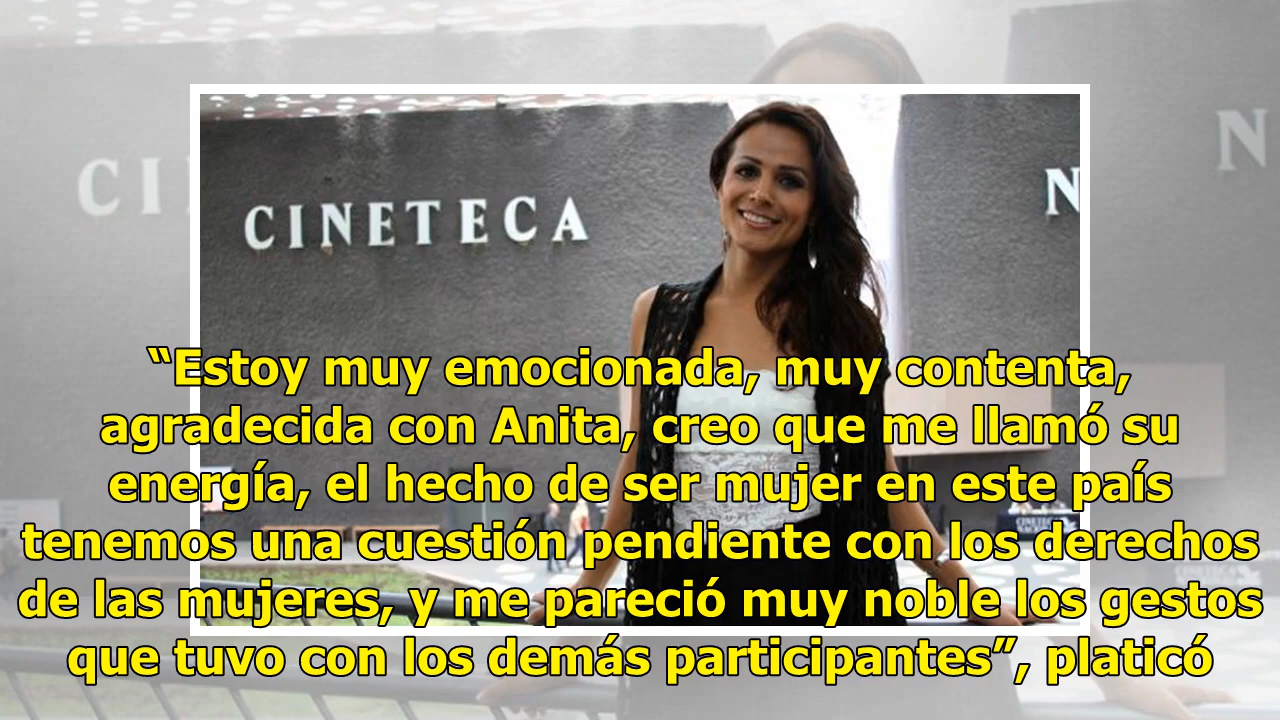 CINETECA
N
“Estoy muy emocionada, muy contenta,
agradecida con Anita, creo que me llamó su
energía, el hecho de ser mujer en este país
tenemos una cuestión pendiente con los derechos
de las mujeres, y me pareció muy noble los gestos
que tuvo con los demás participantes”, platicó